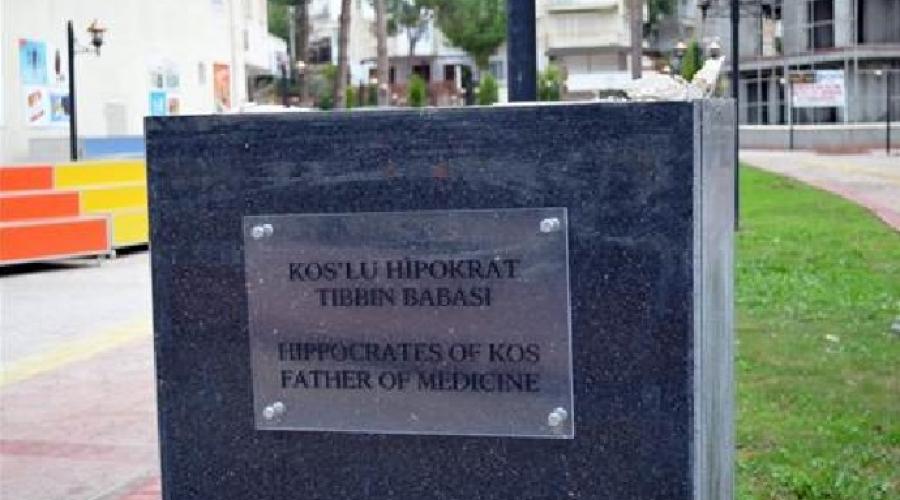 KOS'LU HİPOKRAT
TIBBIN BABASI
HIPPOCRATES OF KOS
FATHER OF MEDICINE